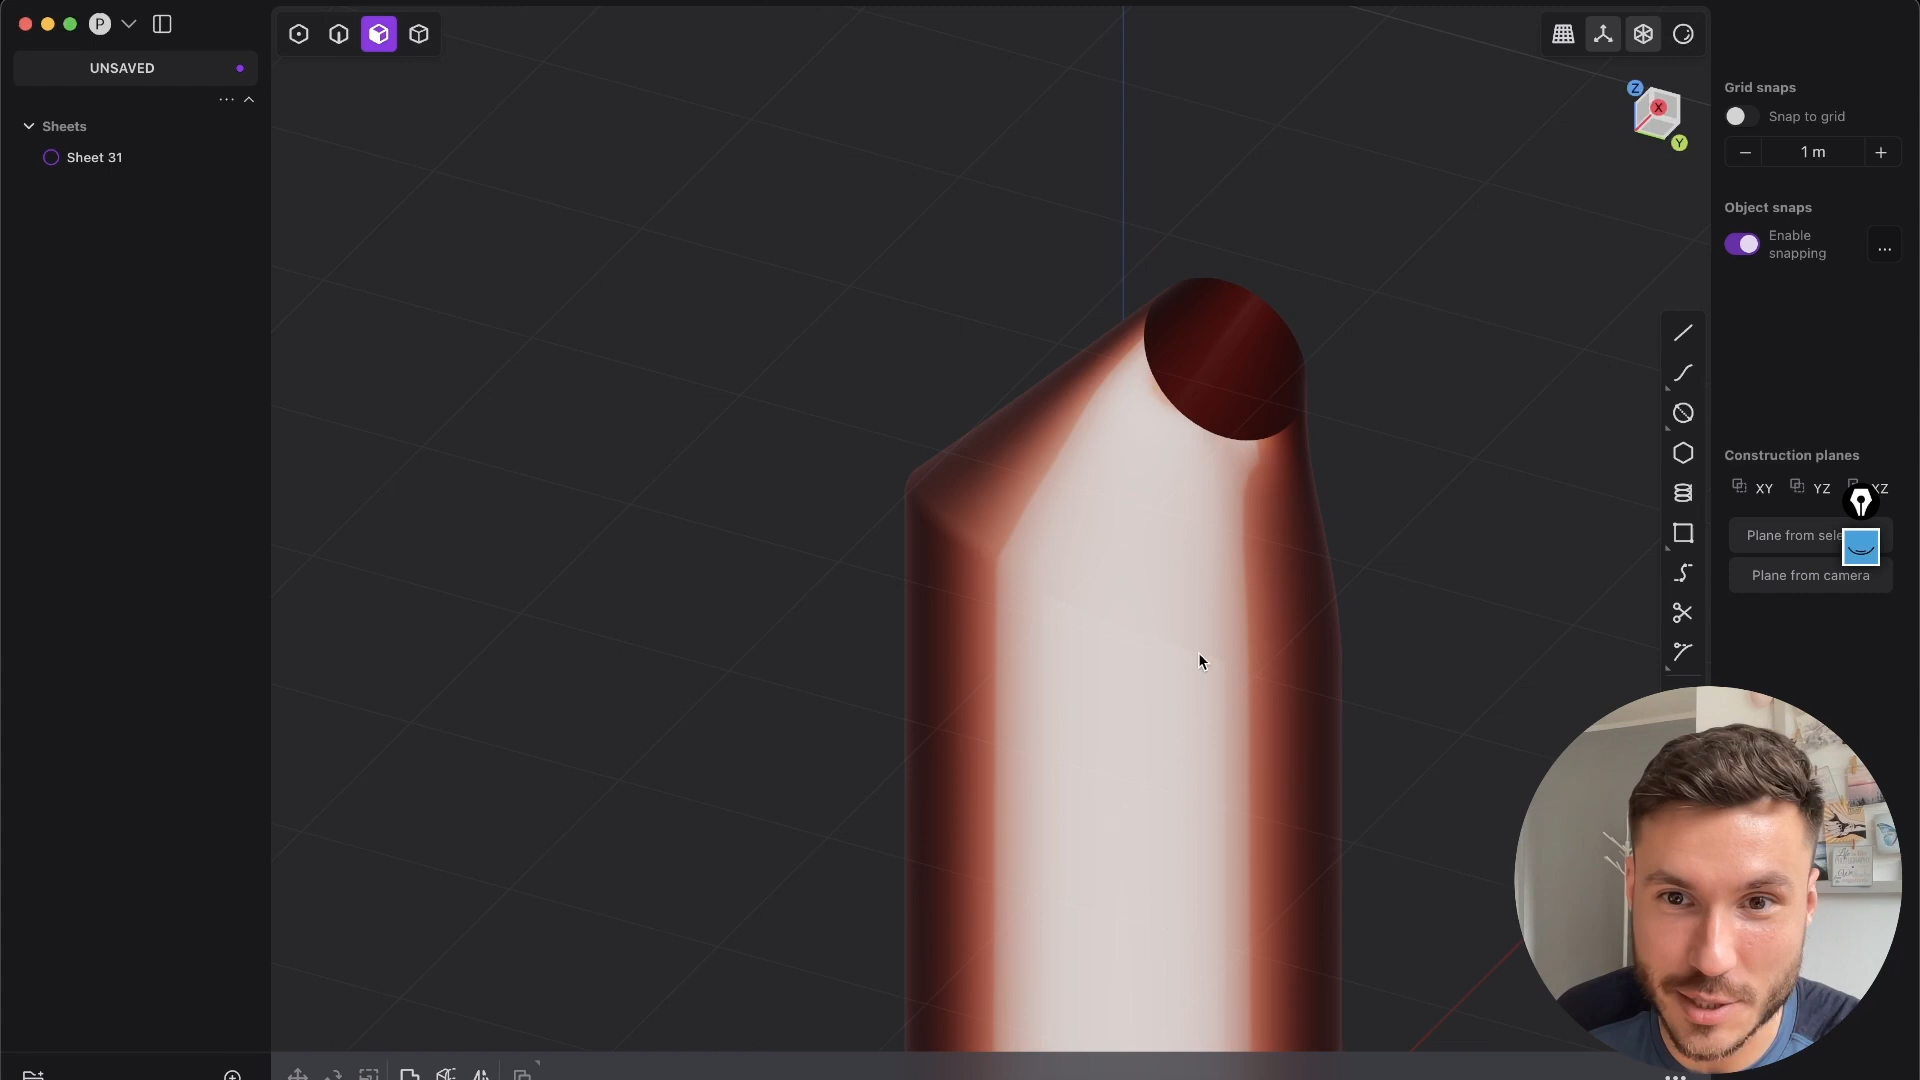 P
UNSAVED
Sheets
Sheet 31
Z
X
Y
Grid snaps
Snap to grid
1 m
Object snaps
Enable
snapping
Construction planes
XY YZ XZ
Plane from sele
Plane from camera